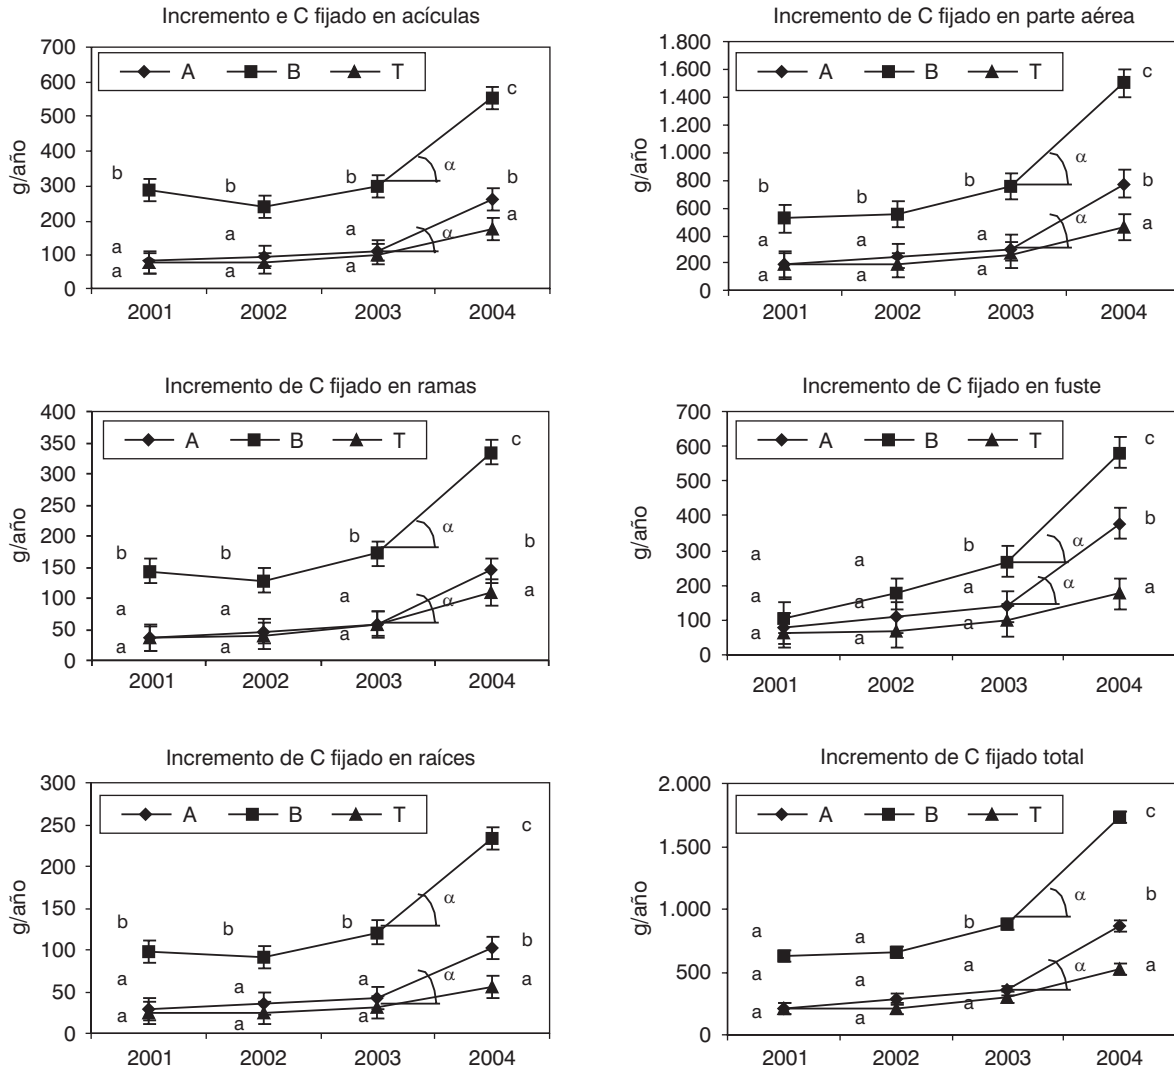 Incremento e C fijado en acículas
700
600
500
400
300
200
100
0
g/año
A B T
b b b c
a a a b
a a a a
α
α
2001 2002 2003 2004
Incremento de C fijado en parte aérea
1.800
1.600
1.400
1.200
1.000
800
600
400
200
0
g/año
A B T
b b b c
a a a b
a a a a
α
α
2001 2002 2003 2004
Incremento de C fijado en ramas
400
350
300
250
200
150
100
50
0
g/año
A B T
b b b c
a a a b
a a a a
α
α
2001 2002 2003 2004
Incremento de C fijado en fuste
700
600
500
400
300
200
100
0
g/año
A B T
a a b c
a a a b
a a a a
α
α
2001 2002 2003 2004
Incremento de C fijado en raíces
300
250
200
150
100
50
0
g/año
A B T
b b b c
a a a b
a a a a
α
α
2001 2002 2003 2004
Incremento de C fijado total
2.000
1.500
1.000
500
0
g/año
A B T
a a b c
a a a b
a a a a
α
α
2001 2002 2003 2004